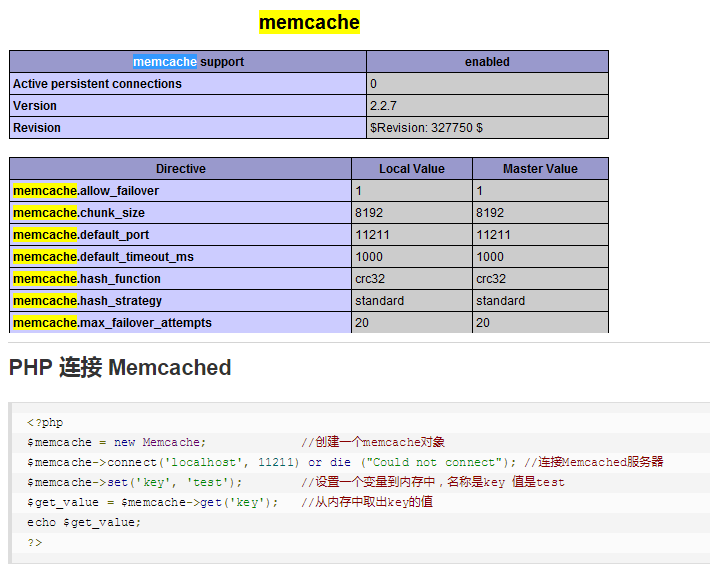 memcache
memcache support enabled
Active persistent connections 0
Version 2.2.7
Revision $Revision: 327750 $
Directive Local Value Master Value
memcache.allow_failover 1 1
memcache.chunk_size 8192 8192
memcache.default_port 11211 11211
memcache.default_timeout_ms 1000 1000
memcache.hash_function crc32 crc32
memcache.hash_strategy standard standard
memcache.max_failover_attempts 20 20
PHP 连接 Memcached
<?php
$memcache = new Memcache; //创建一个memcache对象
$memcache->connect('localhost', 11211) or die ("Could not connect"); //连接Memcached服务器
$memcache->set('key', 'test'); //设置一个变量到内存中，名称是key 值是test
$get_value = $memcache->get('key'); //从内存中取出key的值
echo $get_value;
?>